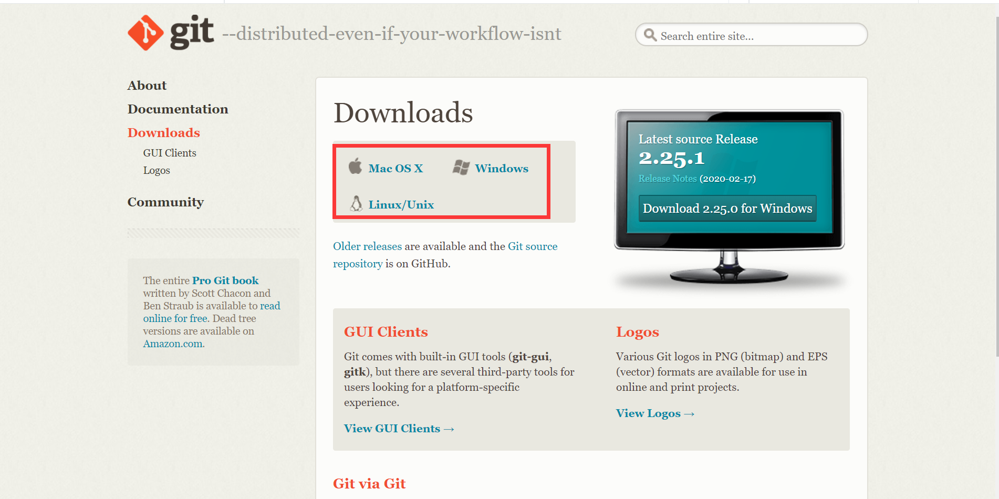 git --distributed-even-if-your-workflow-isnt
Search entire site...
About
Documentation
Downloads
GUI Clients
Logos
Community
The entire Pro Git book
written by Scott Chacon and
Ben Straub is available to read
online for free. Dead tree
versions are available on
Amazon.com.
Downloads
Mac OS X
Windows
Linux/Unix
Older releases are available and the Git source
repository is on GitHub.
Latest source Release
2.25.1
Release Notes (2020-02-17)
Download 2.25.0 for Windows
GUI Clients
Git comes with built-in GUI tools (git-gui,
gitk), but there are several third-party tools for
users looking for a platform-specific
experience.
View GUI Clients →
Logos
Various Git logos in PNG (bitmap) and EPS
(vector) formats are available for use in
online and print projects.
View Logos →
Git via Git